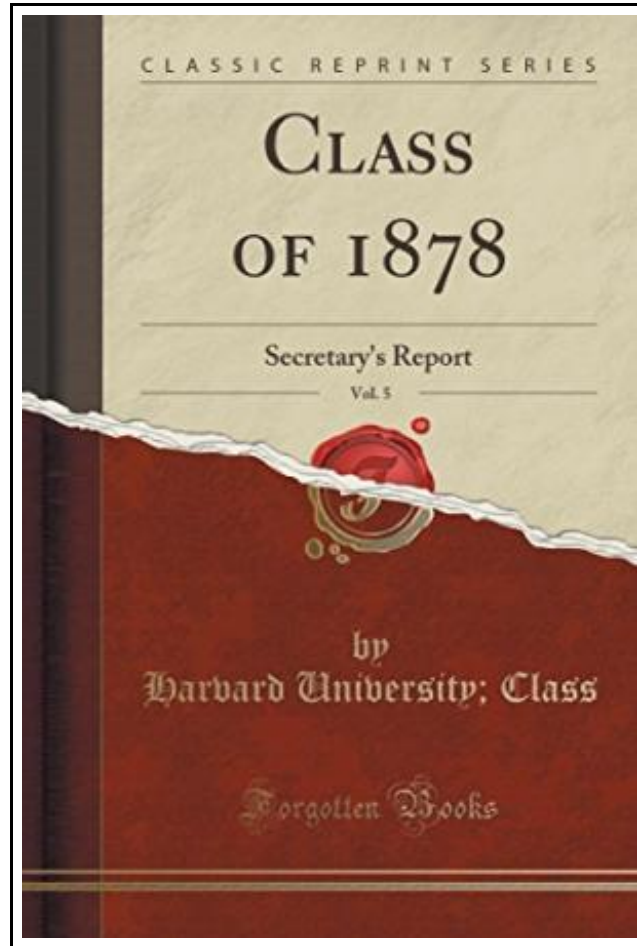 CLASSIC REPRINT SERIES
CLASS
OF 1878
Secretary's Report
Vol. 5
by
Harvard University; Class
Forgotten Books